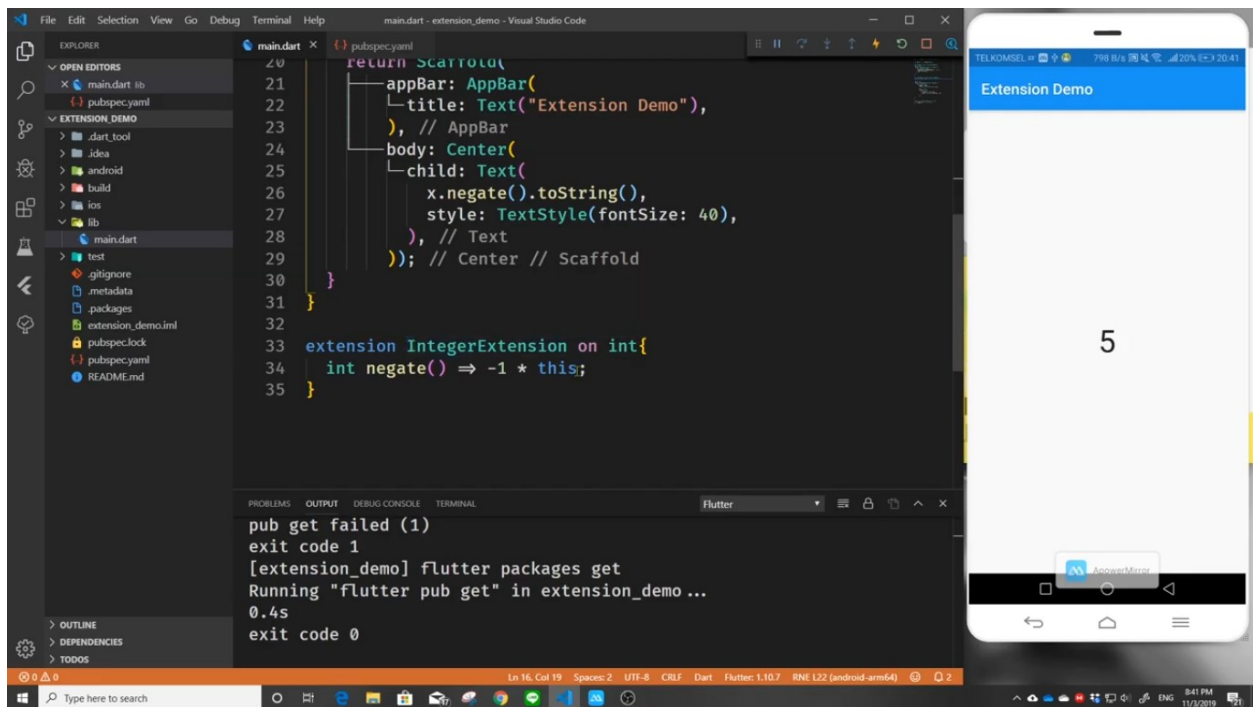 File Edit Selection View Go Debug Terminal Help main.dart - extension_demo - Visual Studio Code
EXPLORER
OPEN EDITORS
main.dart lib
pubspec.yaml
EXTENSION_DEMO
.dart_tool
.idea
android
build
ios
lib
main.dart
test
.gitignore
.metadata
.packages
extension_demo.iml
pubspec.lock
pubspec.yaml
README.md
OUTLINE
DEPENDENCIES
TODOS
main.dart pubspec.yaml
20 return Scaffold(
21 appBar: AppBar(
22 title: Text("Extension Demo"),
23 ), // AppBar
24 body: Center(
25 child: Text(
26 x.negate().toString(),
27 style: TextStyle(fontSize: 40),
28 ), // Text
29 )); // Center // Scaffold
30 }
31 }
32
33 extension IntegerExtension on int{
34 int negate() ⇒ -1 * this;
35 }
PROBLEMS OUTPUT DEBUG CONSOLE TERMINAL Flutter
pub get failed (1)
exit code 1
[extension_demo] flutter packages get
Running "flutter pub get" in extension_demo...
0.4s
exit code 0
0 0 Ln 16, Col 19 Spaces: 2 UTF-8 CRLF Dart Flutter: 1.10.7 RNE L22 (android-arm64) 2
TELKOMSEL 798 B/s 20% 20:41
Extension Demo
5
ApowerMirror
Type here to search
ENG 8:41 PM
11/3/2019